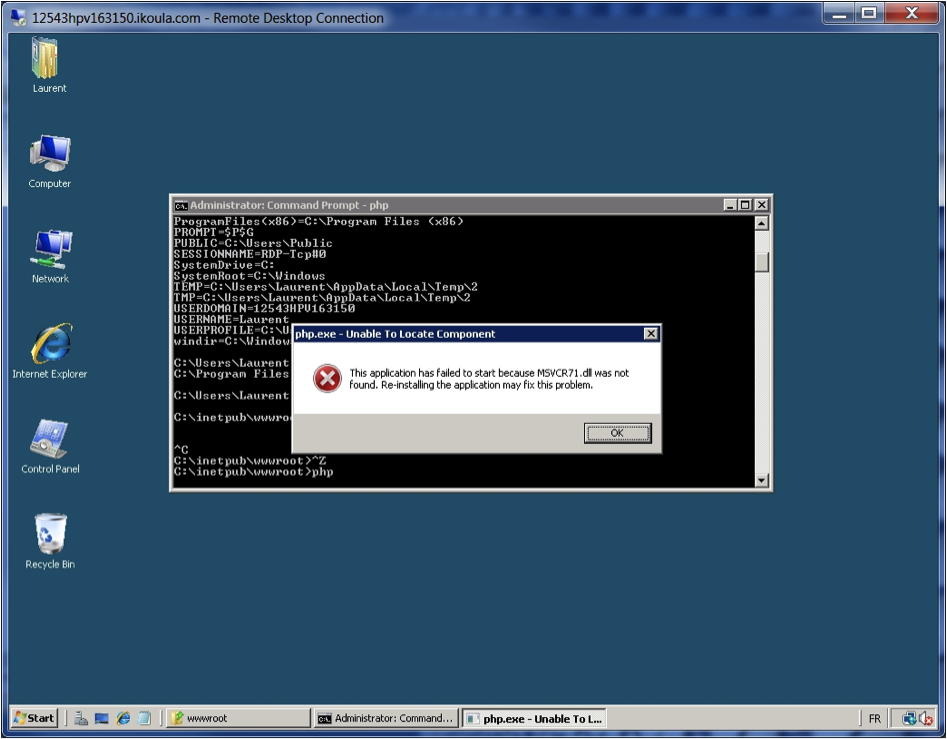 12543hpv163150.ikoula.com - Remote Desktop Connection
Laurent
Computer
Network
Internet Explorer
Control Panel
Recycle Bin
Administrator: Command Prompt - php
ProgramFiles(x86)=C:\Program Files (x86)
PROMPT=$P$G
PUBLIC=C:\Users\Public
SESSIONNAME=RDP-Tcp#0
SystemDrive=C:
SystemRoot=C:\Windows
TEMP=C:\Users\Laurent\AppData\Local\Temp\2
TMP=C:\Users\Laurent\AppData\Local\Temp\2
USERDOMAIN=12543HPV163150
USERNAME=Laurent
USERPROFILE=C:\U
windir=C:\Window
C:\Users\Laurent
C:\Program Files
C:\Users\Laurent
C:\inetpub\wwwro
^C
C:\inetpub\wwwroot>^Z
C:\inetpub\wwwroot>php
php.exe - Unable To Locate Component
This application has failed to start because MSVCR71.dll was not
found. Re-installing the application may fix this problem.
OK
Start
wwwroot
Administrator: Command...
php.exe - Unable To L...
FR